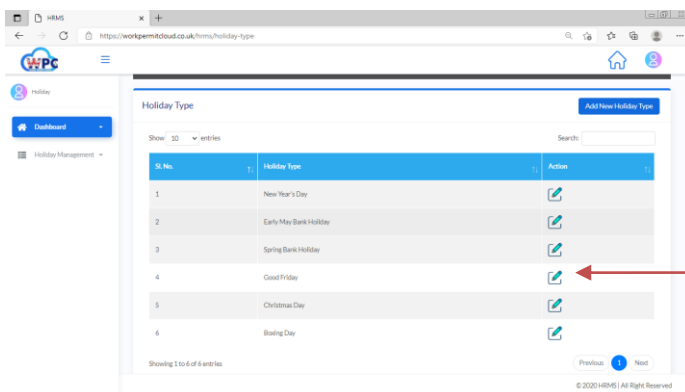 HRMS
https://workpermitcloud.co.uk/hrms/holiday-type
WPC
Holiday
Dashboard
Holiday Management
Holiday Type
Add New Holiday Type
Show 10 entries
Search:
Sl. No. Holiday Type Action
1 New Year's Day
2 Early May Bank Holiday
3 Spring Bank Holiday
4 Good Friday
5 Christmas Day
6 Boxing Day
Showing 1 to 6 of 6 entries
Previous 1 Next
© 2020 HRMS | All Right Reserved